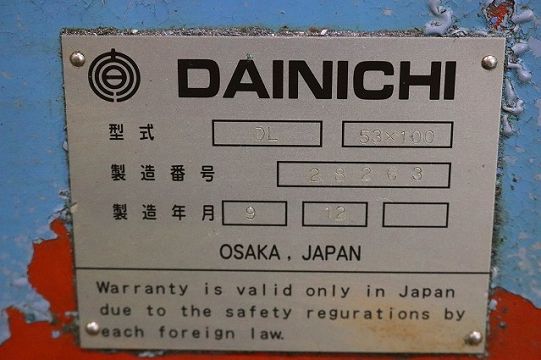 DAINICHI
型式 DL 53×100
製造番号 28263
製造年月 9 12
OSAKA, JAPAN
Warranty is valid only in Japan
due to the safety regurations by
each foreign law.